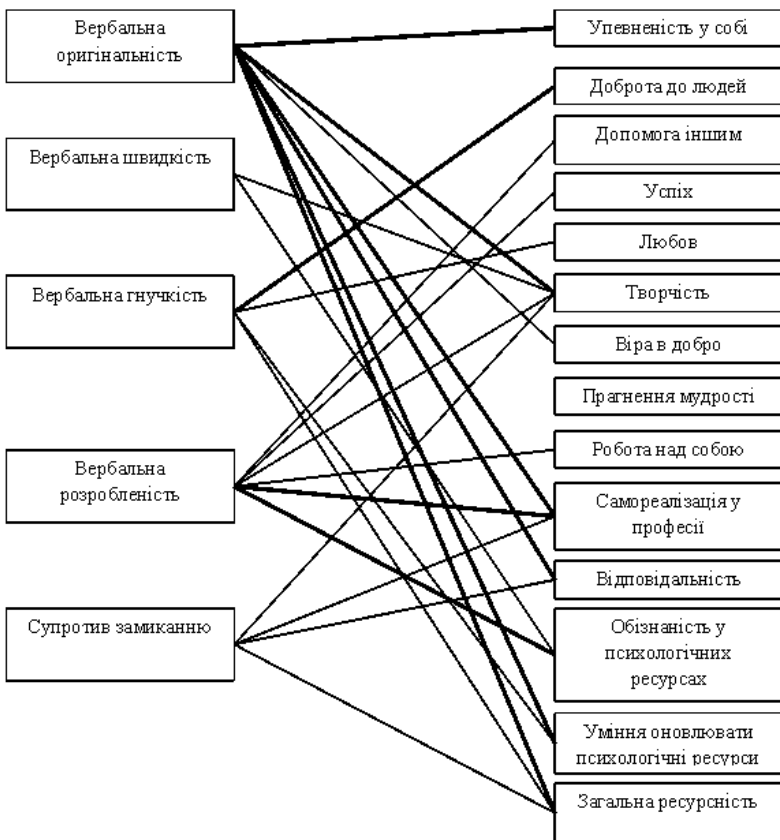 Вербальна
оригінальність
Вербальна швидкість
Вербальна гнучкість
Вербальна
розробленість
Супротив замиканню
Упевненість у собі
Доброта до людей
Допомога іншим
Успіх
Любов
Творчість
Віра в добро
Прагнення мудрості
Робота над собою
Самореалізація у
професії
Відповідальність
Обізнаність у
психологічних
ресурсах
Уміння оновлювати
психологічні ресурси
Загальна ресурсність